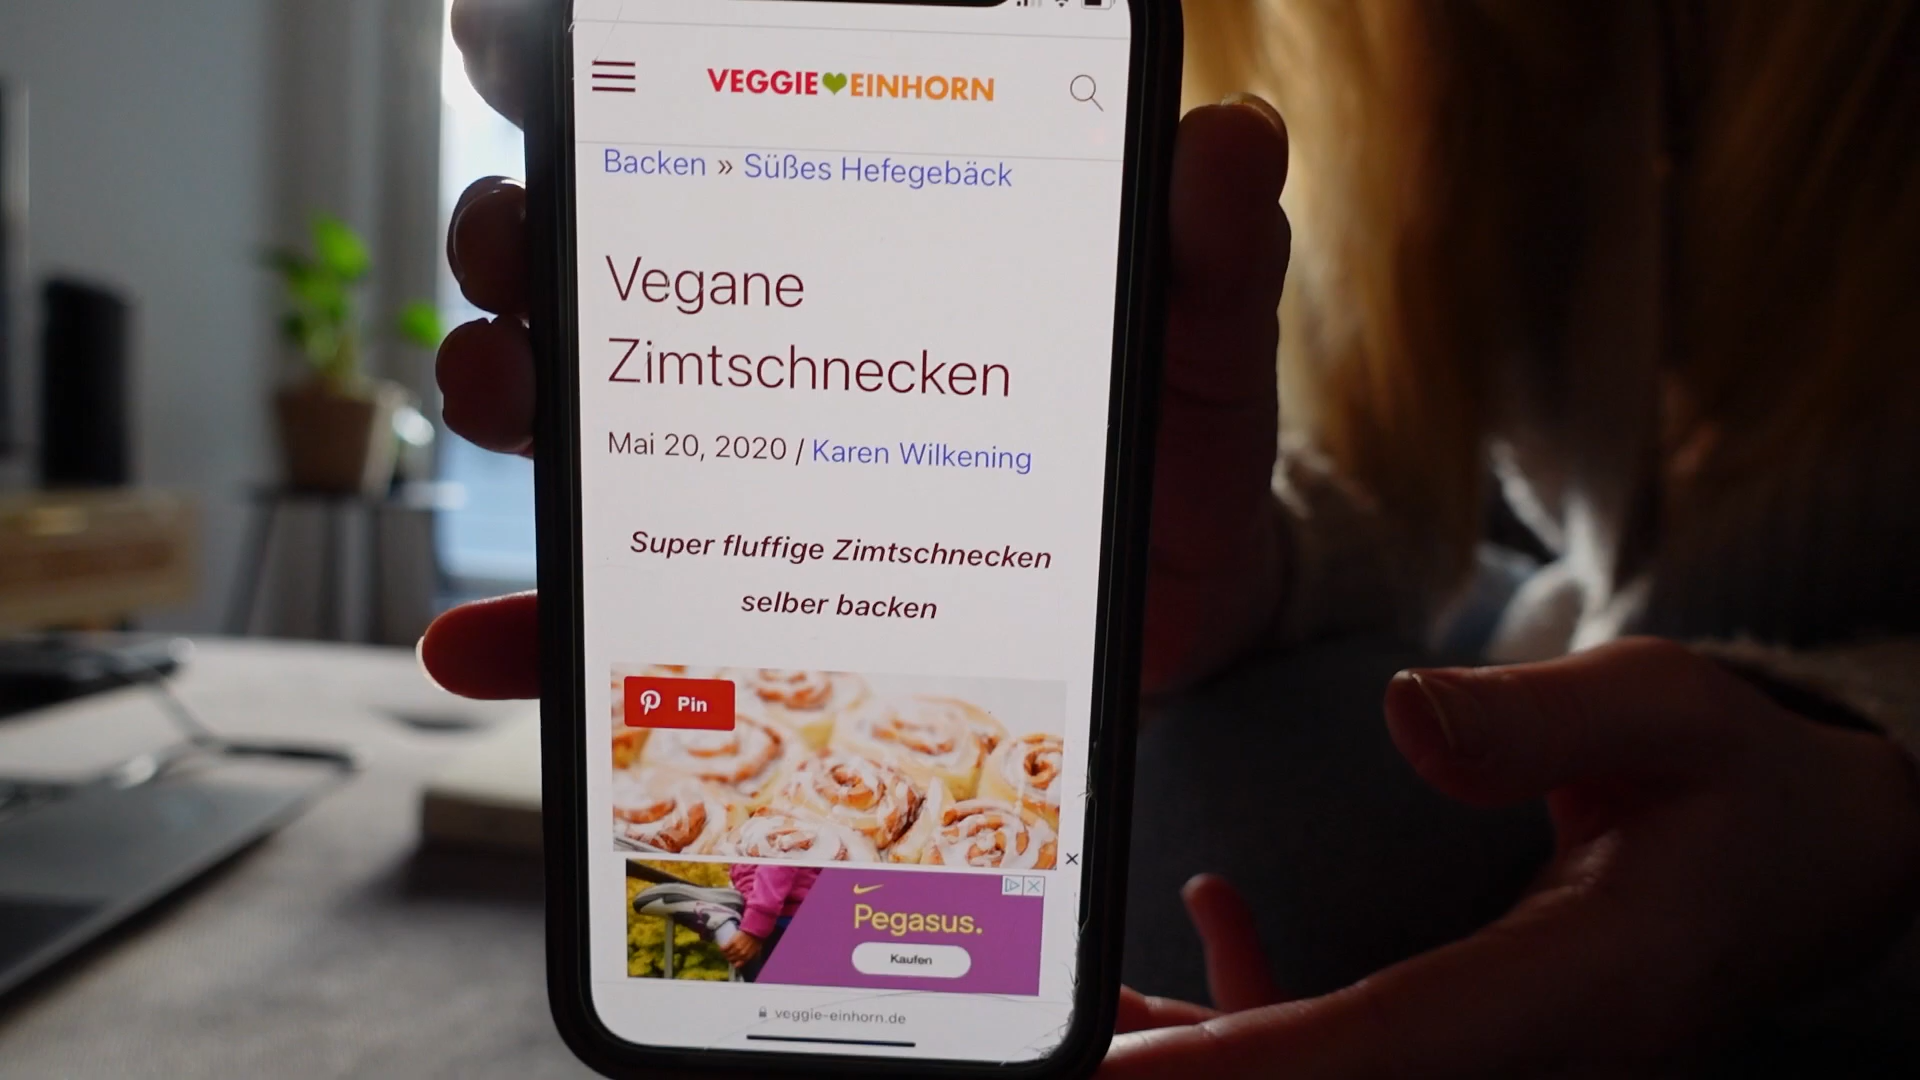 VEGGIE EINHORN
Backen » Süßes Hefegebäck
Vegane
Zimtschnecken
Mai 20, 2020 / Karen Wilkening
Super fluffige Zimtschnecken
selber backen
Pin
Pegasus.
Kaufen
veggie-einhorn.de